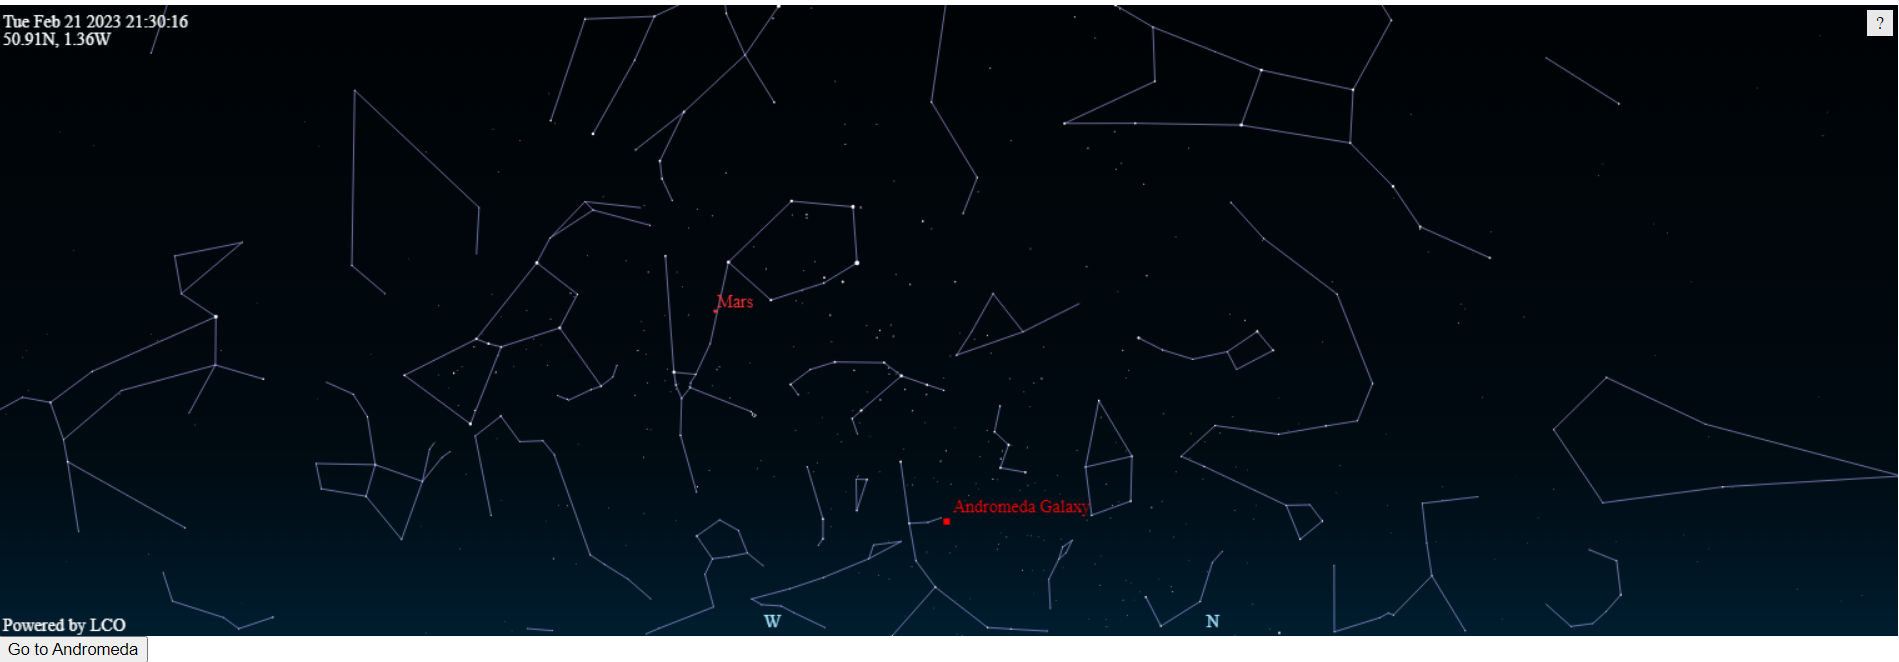 Tue Feb 21 2023 21:30:16
50.91N, 1.36W
?
Mars
Andromeda Galaxy
W
N
Powered by LCO
Go to Andromeda